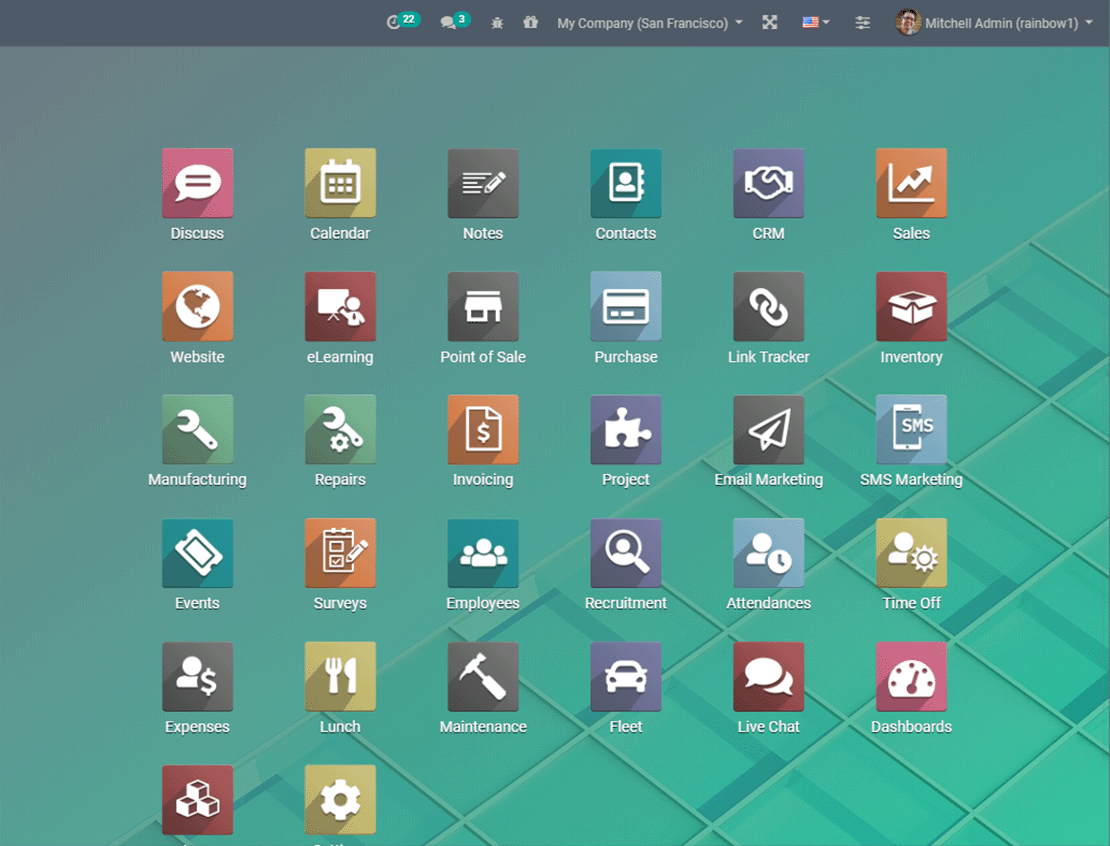 22 3 My Company (San Francisco) Mitchell Admin (rainbow1)
Discuss Calendar Notes Contacts CRM Sales
Website eLearning Point of Sale Purchase Link Tracker Inventory
$ SMS
Manufacturing Repairs Invoicing Project Email Marketing SMS Marketing
Events Surveys Employees Recruitment Attendances Time Off
$
Expenses Lunch Maintenance Fleet Live Chat Dashboards